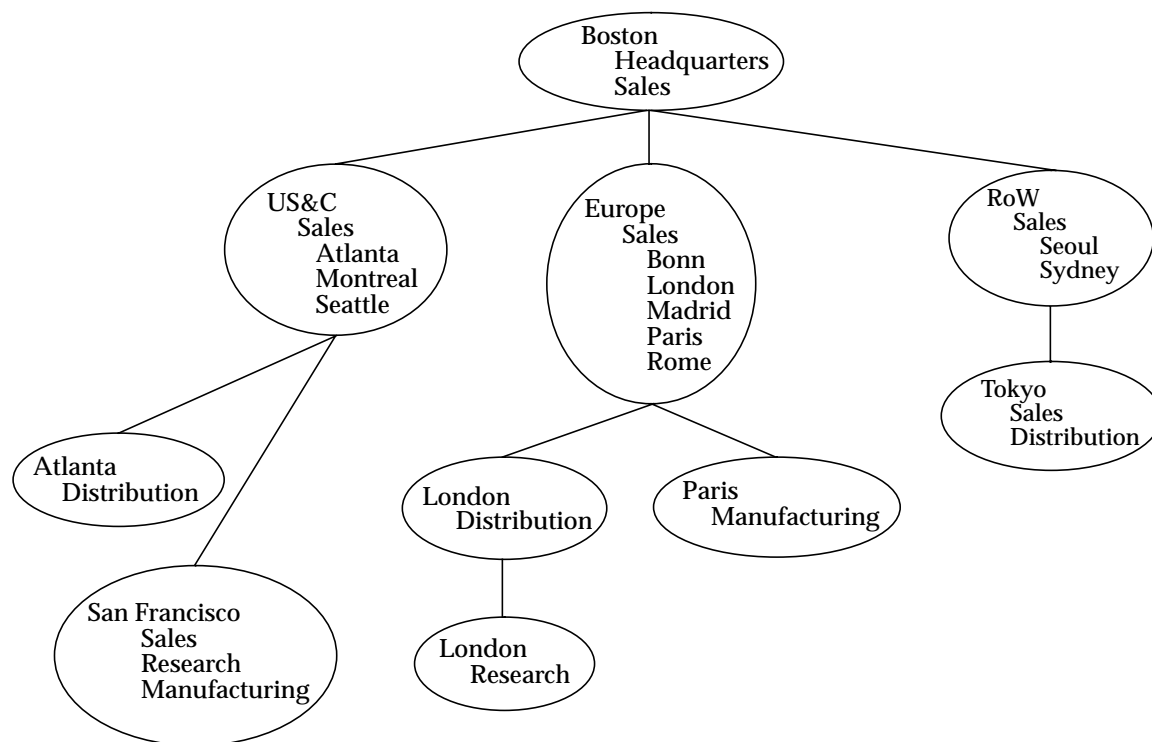 Boston
Headquarters
Sales
US&C
Sales
Atlanta
Montreal
Seattle
Europe
Sales
Bonn
London
Madrid
Paris
Rome
RoW
Sales
Seoul
Sydney
Tokyo
Sales
Distribution
Atlanta
Distribution
London
Distribution
Paris
Manufacturing
San Francisco
Sales
Research
Manufacturing
London
Research